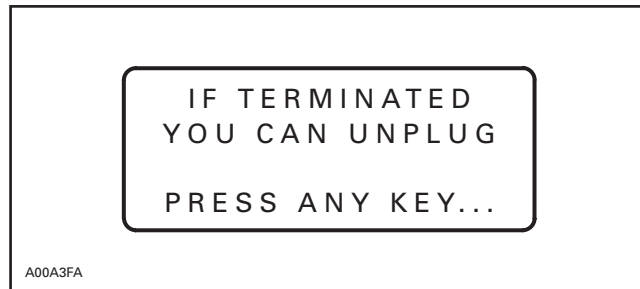 IF TERMINATED
YOU CAN UNPLUG
PRESS ANY KEY...
A00A3FA